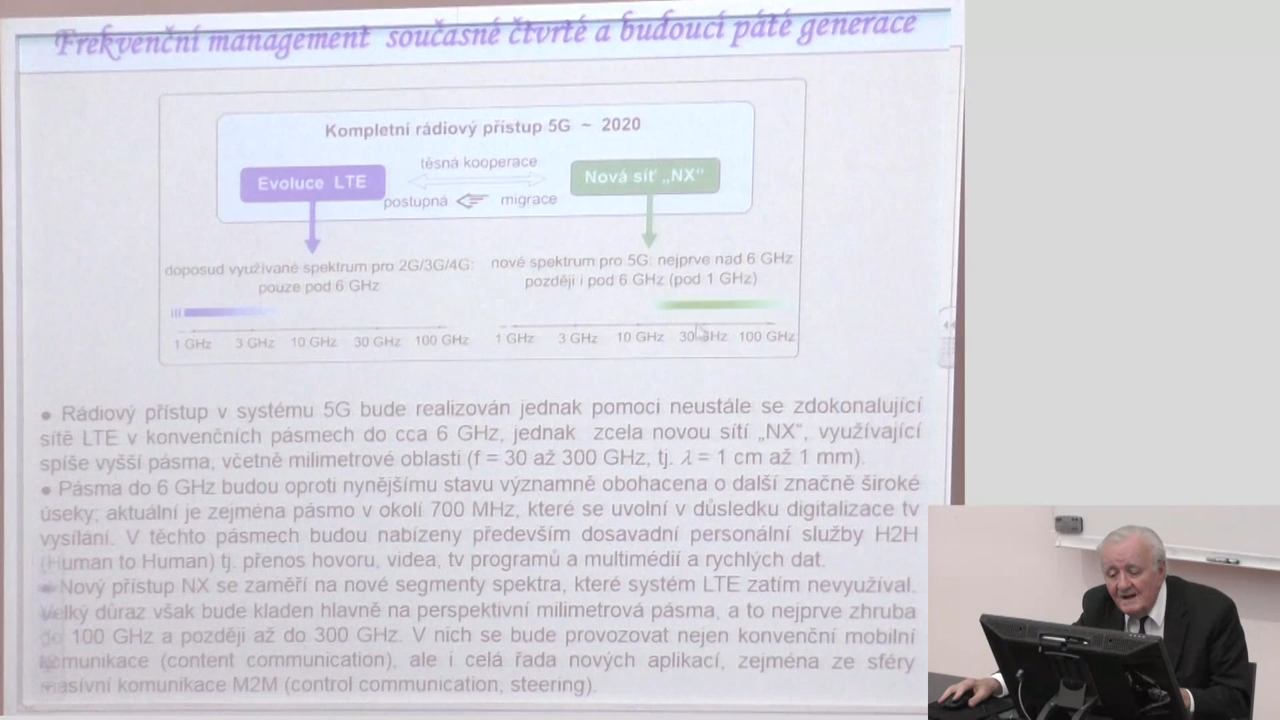 Frekvenční management současné čtvrté a budoucí páté generace
Kompletní rádiový přístup 5G ~ 2020
těsná kooperace
Evoluce LTE
Nová síť „NX“
postupná migrace
doposud využívané spektrum pro 2G/3G/4G:
pouze pod 6 GHz
nové spektrum pro 5G: nejprve nad 6 GHz
později i pod 6 GHz (pod 1 GHz)
1 GHz 3 GHz 10 GHz 30 GHz 100 GHz
1 GHz 3 GHz 10 GHz 30 GHz 100 GHz
● Rádiový přístup v systému 5G bude realizován jednak pomoci neustále se zdokonalující
sítě LTE v konvenčních pásmech do cca 6 GHz, jednak zcela novou sítí „NX“, využívající
spíše vyšší pásma, včetně milimetrové oblasti (f = 30 až 300 GHz, tj. λ = 1 cm až 1 mm).
● Pásma do 6 GHz budou oproti nynějšímu stavu významně obohacena o další značně široké
úseky; aktuální je zejména pásmo v okolí 700 MHz, které se uvolní v důsledku digitalizace tv
vysílání. V těchto pásmech budou nabízeny především dosavadní personální služby H2H
(Human to Human) tj. přenos hovoru, videa, tv programů a multimédií a rychlých dat.
● Nový přístup NX se zaměří na nové segmenty spektra, které systém LTE zatím nevyužíval.
Velký důraz však bude kladen hlavně na perspektivní milimetrová pásma, a to nejprve zhruba
do 100 GHz a později až do 300 GHz. V nich se bude provozovat nejen konvenční mobilní
komunikace (content communication), ale i celá řada nových aplikací, zejména ze sféry
masívní komunikace M2M (control communication, steering).